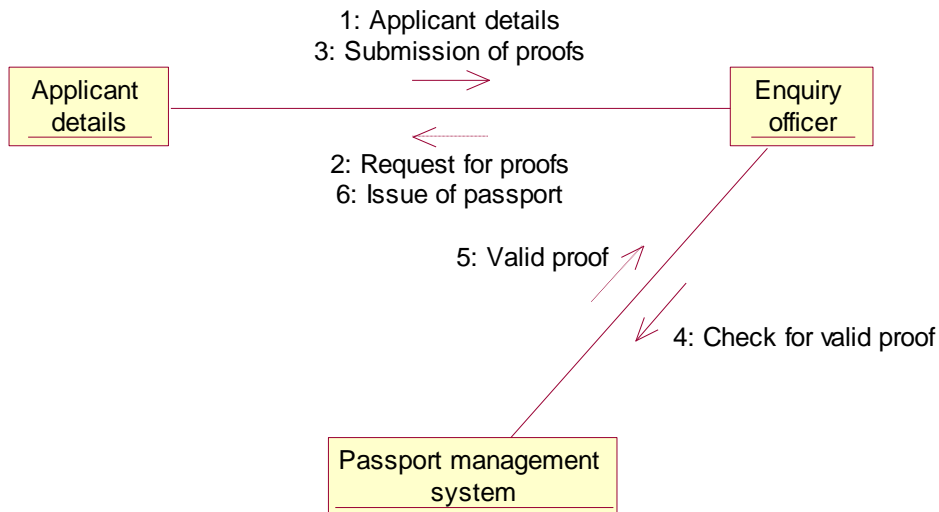 1: Applicant details
3: Submission of proofs
Applicant
details
Enquiry
officer
2: Request for proofs
6: Issue of passport
5: Valid proof
4: Check for valid proof
Passport management
system